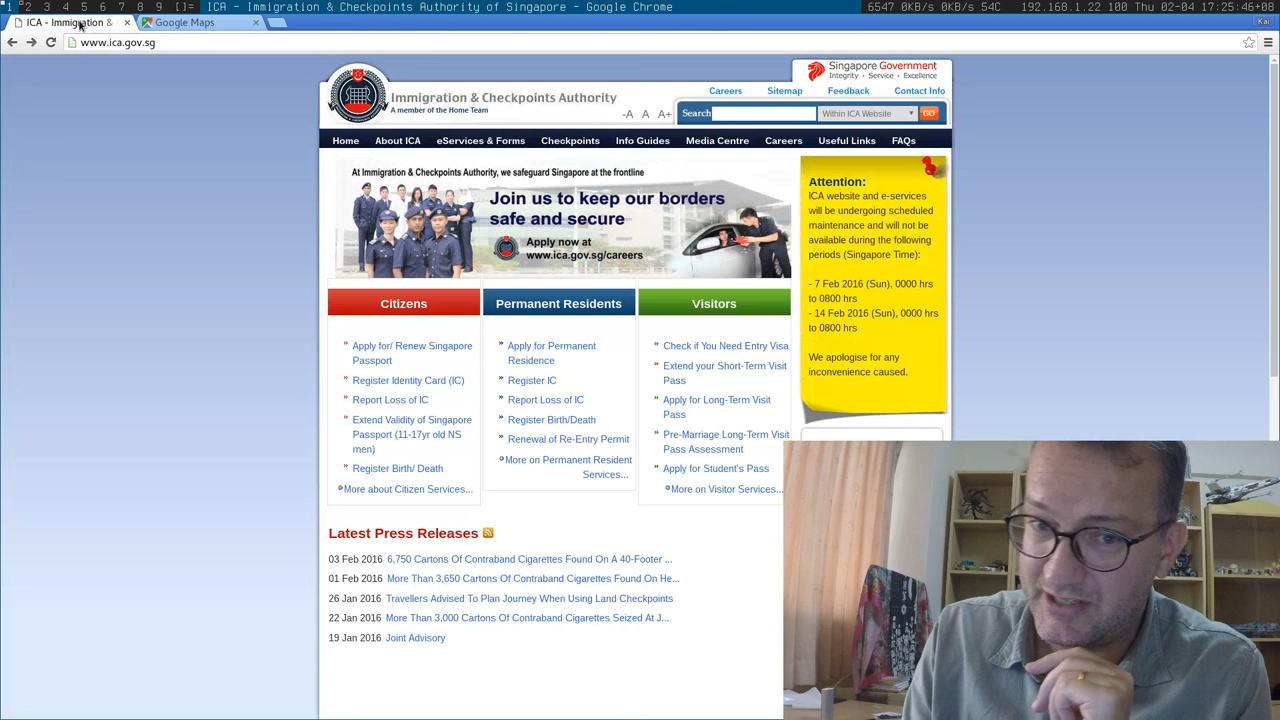 1 2 3 4 5 6 7 8 9 []= ICA - Immigration & Checkpoints Authority of Singapore - Google Chrome 6547 0%k 0%k 54C 192.168.1.22 100 Thu 02-04 17:25:46+08
ICA - Immigration & Google Maps Kai
www.ica.gov.sg
Singapore Government
Integrity · Service · Excellence
Careers Sitemap Feedback Contact Info
Immigration & Checkpoints Authority
A member of the Home Team
-A A A+ Search Within ICA Website GO
Home About ICA eServices & Forms Checkpoints Info Guides Media Centre Careers Useful Links FAQs
At Immigration & Checkpoints Authority, we safeguard Singapore at the frontline
Join us to keep our borders
safe and secure
Apply now at
www.ica.gov.sg/careers
Attention:
ICA website and e-services
will be undergoing scheduled
maintenance and will not be
available during the following
periods (Singapore Time):
- 7 Feb 2016 (Sun), 0000 hrs
to 0800 hrs
- 14 Feb 2016 (Sun), 0000 hrs
to 0800 hrs
We apologise for any
inconvenience caused.
Citizens
Apply for/ Renew Singapore
Passport
Register Identity Card (IC)
Report Loss of IC
Extend Validity of Singapore
Passport (11-17yr old NS
men)
Register Birth/ Death
More about Citizen Services...
Permanent Residents
Apply for Permanent
Residence
Register IC
Report Loss of IC
Register Birth/Death
Renewal of Re-Entry Permit
More on Permanent Resident
Services...
Visitors
Check if You Need Entry Visa
Extend your Short-Term Visit
Pass
Apply for Long-Term Visit
Pass
Pre-Marriage Long-Term Visit
Pass Assessment
Apply for Student's Pass
More on Visitor Services...
Latest Press Releases
03 Feb 2016 6,750 Cartons Of Contraband Cigarettes Found On A 40-Footer ...
01 Feb 2016 More Than 3,650 Cartons Of Contraband Cigarettes Found On He...
26 Jan 2016 Travellers Advised To Plan Journey When Using Land Checkpoints
22 Jan 2016 More Than 3,000 Cartons Of Contraband Cigarettes Seized At J...
19 Jan 2016 Joint Advisory